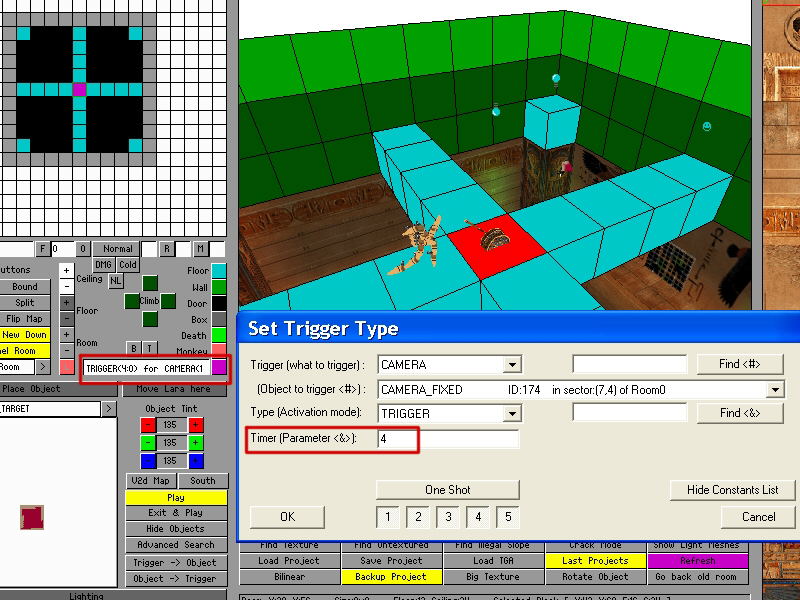 F 0 0 Normal R M
uttons + DMG Cold Floor
Bound - Ceiling NL Wall
Split + Climb Door
Flip Map - Floor Box
New Down + Death
el Room - Room B T Monkey
Room > TRIGGER(4:0) for CAMERA(1
Place Object Move Lara here
_TARGET > Object Tint
- 135 +
- 135 +
- 135 +
V2d Map South
Play
Exit & Play
Hide Objects
Advanced Search
Trigger -> Object
Object -> Trigger
Lighting
Set Trigger Type
Trigger (what to trigger): CAMERA Find <#>
(Object to trigger <#>): CAMERA_FIXED ID:174 in sector:(7,4) of Room0
Type (Activation mode): TRIGGER Find <&>
Timer (Parameter <&>): 4
One Shot Hide Constants List
OK 1 2 3 4 5 Cancel
Find Texture Find Untextured Find Illegal Slope Crack Mode Show Light Meshes
Load Project Save Project Load TGA Last Projects Refresh
Bilinear Backup Project Big Texture Rotate Object Go back old room